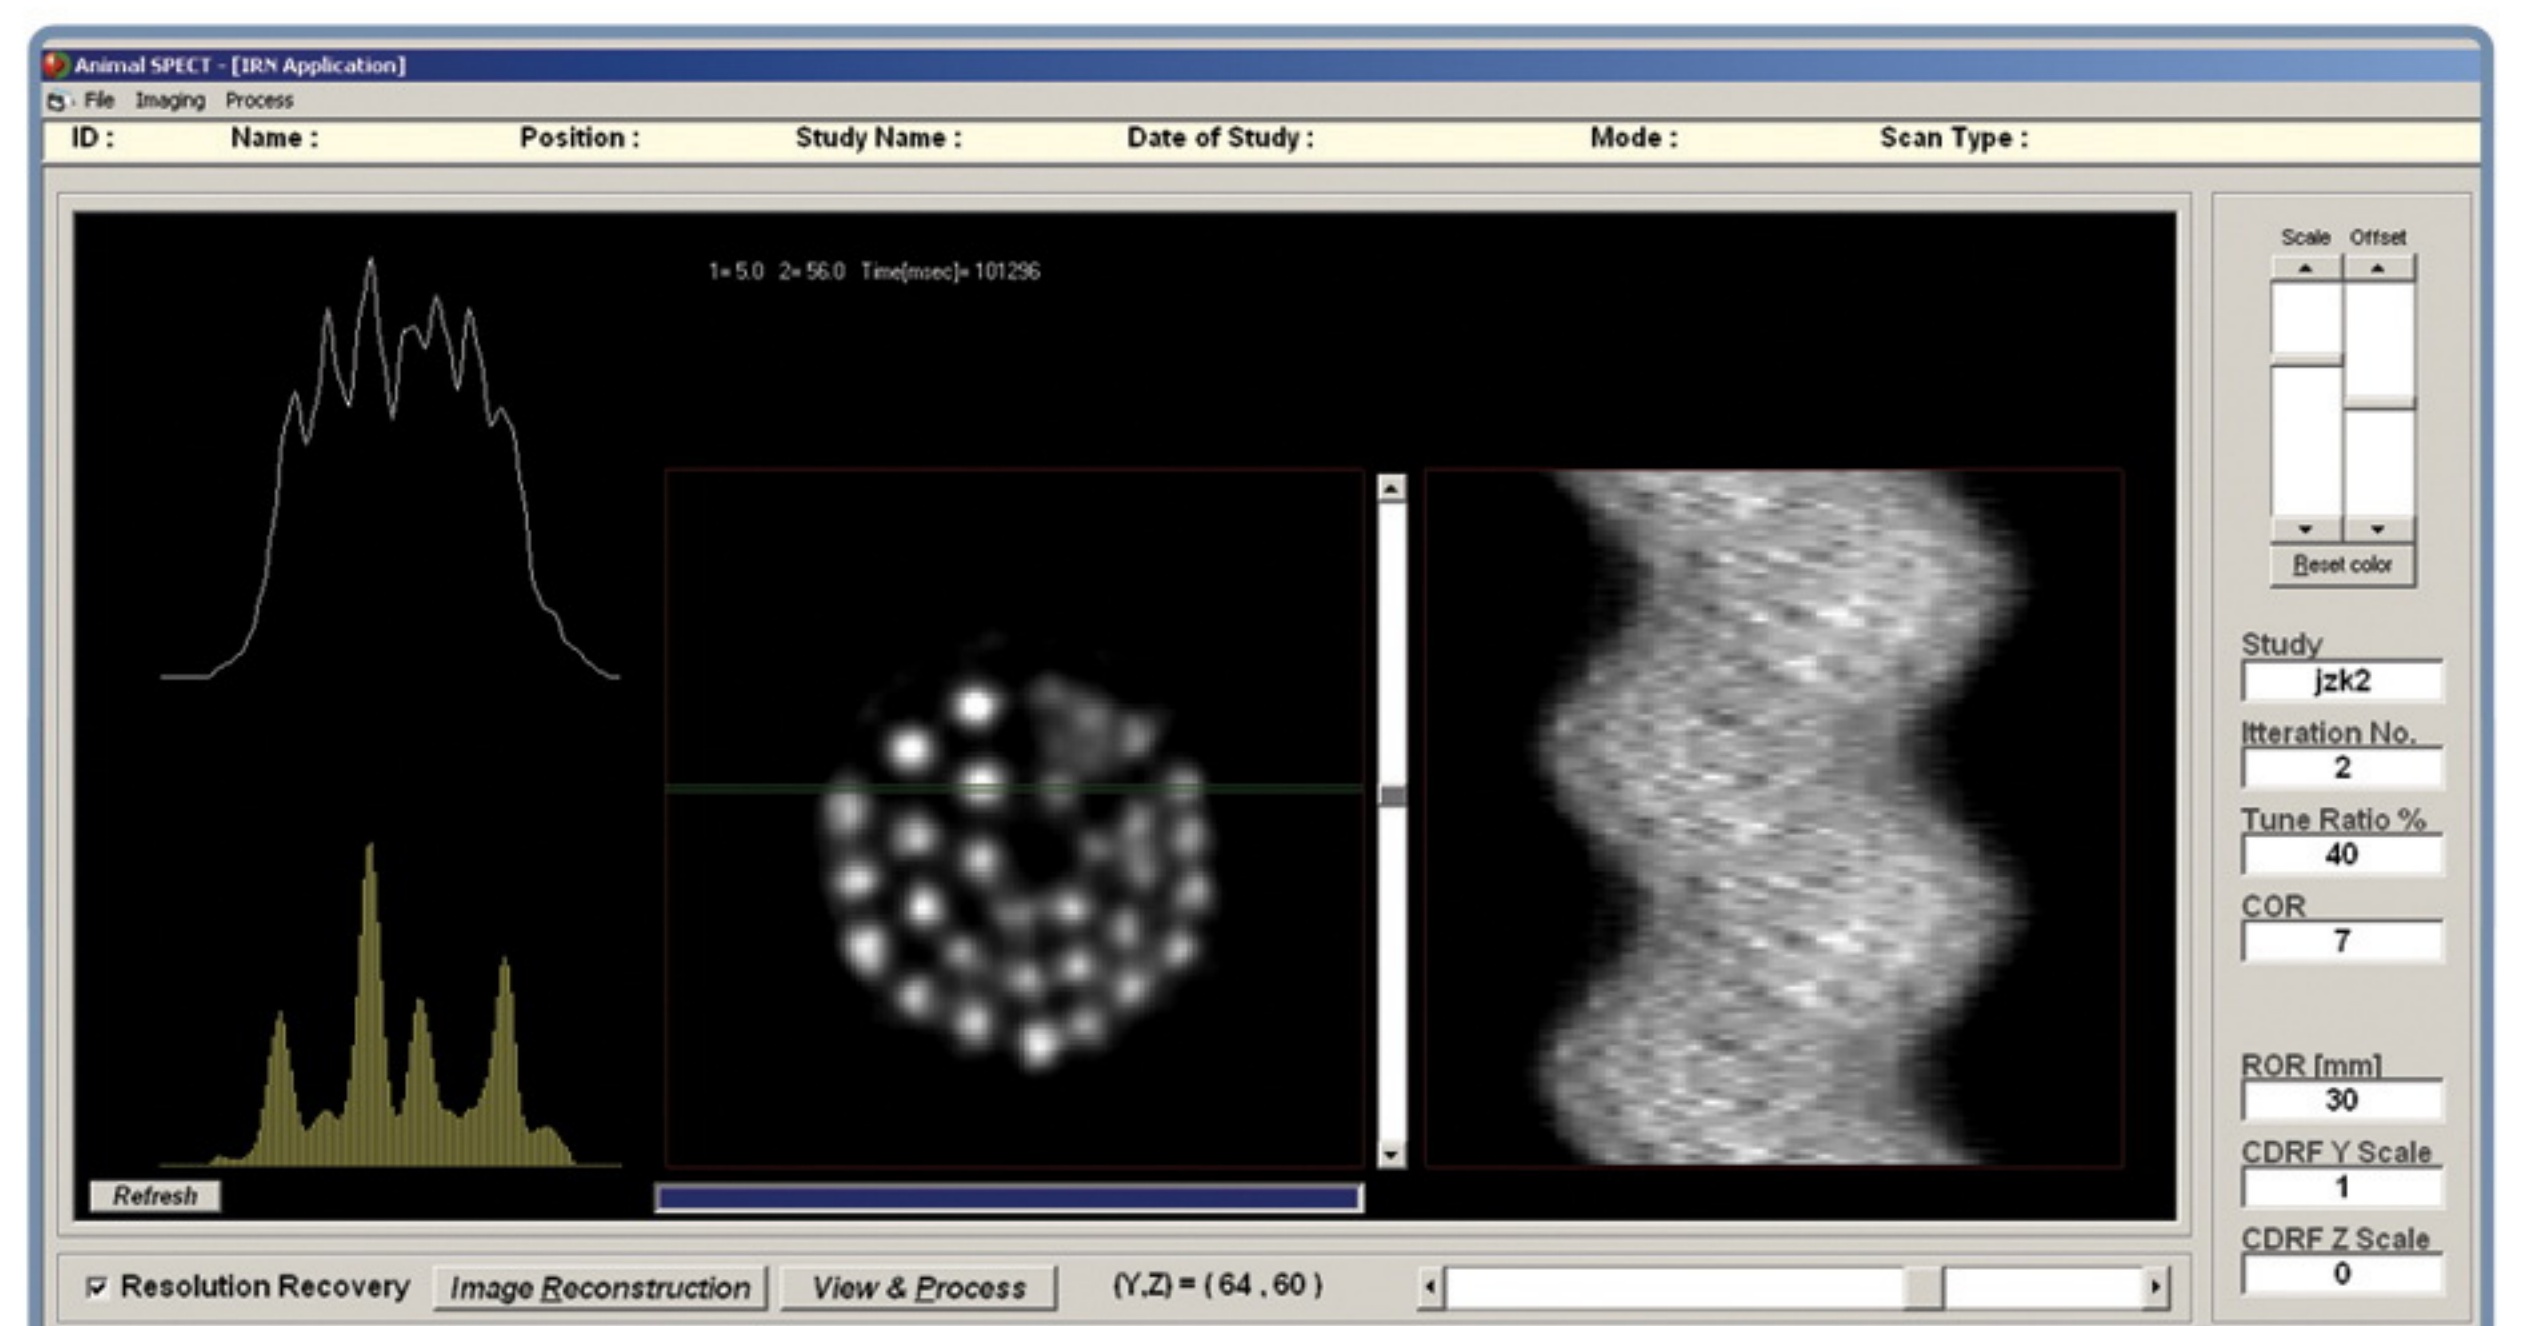 Animal SPECT - [IRN Application]
File Imaging Process
ID : Name : Position : Study Name : Date of Study : Mode : Scan Type :
1= 5.0 2= 56.0 Time[msec]= 101296
Scale Offset
Reset color
Study
jzk2
Itteration No.
2
Tune Ratio %
40
COR
7
ROR [mm]
30
CDRF Y Scale
1
CDRF Z Scale
0
Refresh
Resolution Recovery Image Reconstruction View & Process (Y,Z) = ( 64 , 60 )